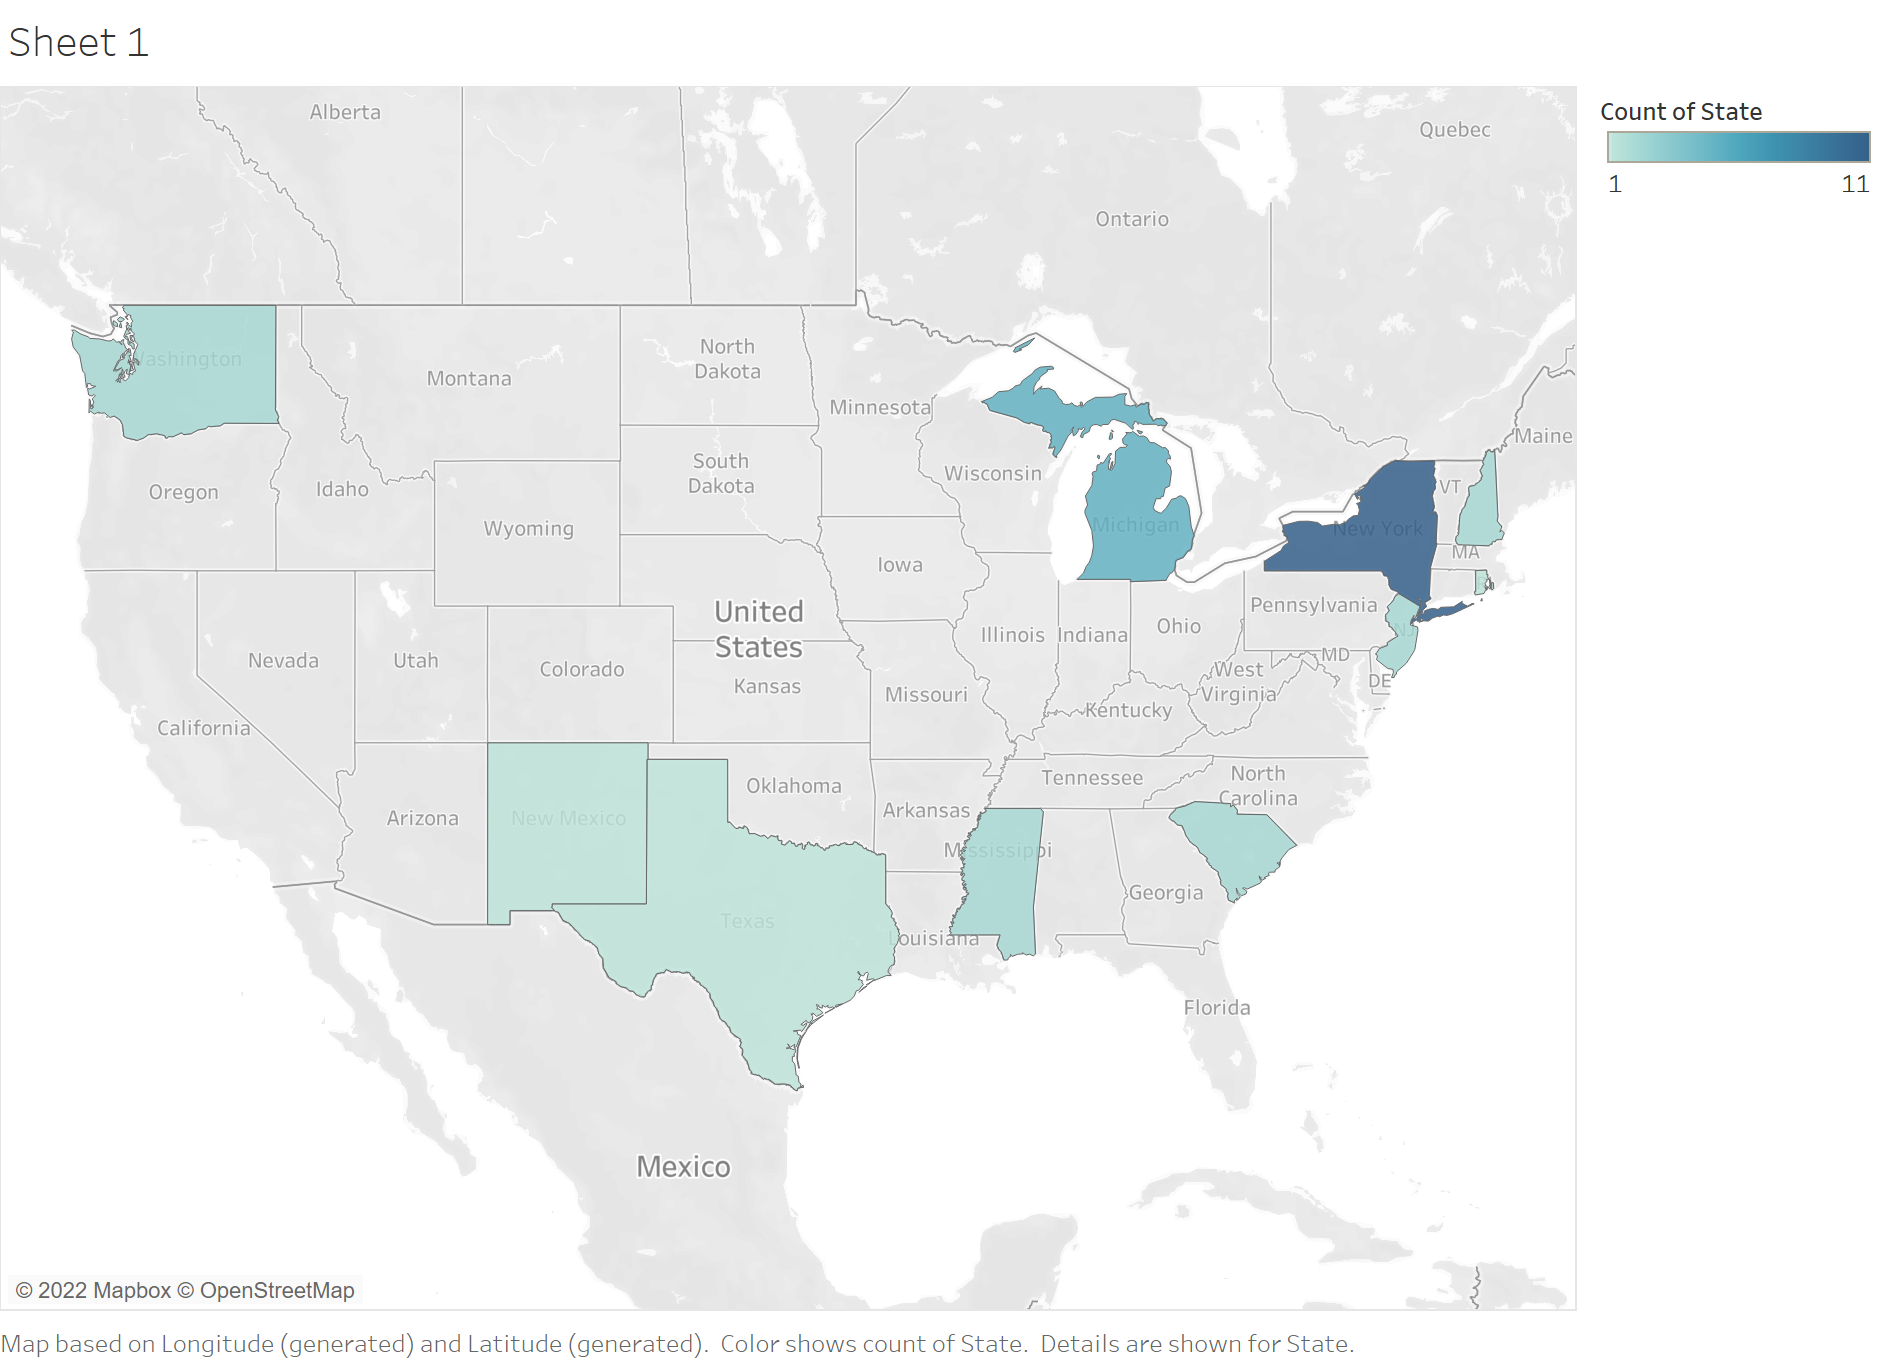 Sheet 1
Count of State
1
11
Alberta
Quebec
Ontario
Washington
North
Dakota
Montana
Minnesota
Maine
South
Dakota
Wisconsin
Oregon
Idaho
VT
Wyoming
Michigan
New York
MA
Iowa
Pennsylvania
United
States
Illinois
Indiana
Ohio
NJ
Nevada
Utah
Colorado
MD
West
Virginia
DE
Kansas
Missouri
Kentucky
California
Tennessee
North
Carolina
Oklahoma
Arkansas
Arizona
New Mexico
Mississippi
Georgia
Texas
Louisiana
Florida
Mexico
© 2022 Mapbox © OpenStreetMap
Map based on Longitude (generated) and Latitude (generated).  Color shows count of State.  Details are shown for State.